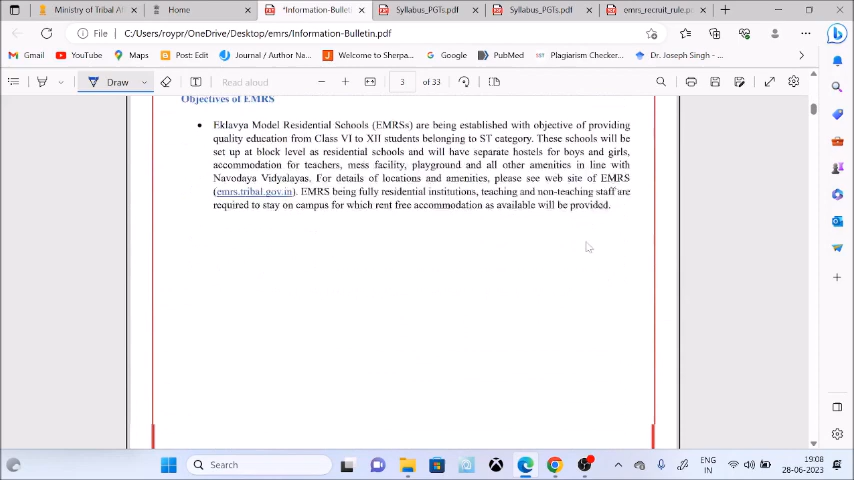 Ministry of Tribal Af
Home
*Information-Bulleti
Syllabus_PGTs.pdf
Syllabus_PGTs.pdf
emrs_recruit_rule.pc
File
C:/Users/roypr/OneDrive/Desktop/emrs/Information-Bulletin.pdf
Gmail
YouTube
Maps
Post Edit
Journal / Author Na...
Welcome to Sherpa...
Google
PubMed
Plagiarism Checker...
Dr. Joseph Singh -...
Draw
Read aloud
3
of 33
Objectives of EMRS
• Eklavya Model Residential Schools (EMRSs) are being established with objective of providing
quality education from Class VI to XII students belonging to ST category. These schools will be
set up at block level as residential schools and will have separate hostels for boys and girls,
accommodation for teachers, mess facility, playground and all other amenities in line with
Navodaya Vidyalayas. For details of locations and amenities, please see web site of EMRS
(emrs.tribal.gov.in). EMRS being fully residential institutions, teaching and non-teaching staff are
required to stay on campus for which rent free accommodation as available will be provided.
Search
ENG
IN
19:08
28-06-2023